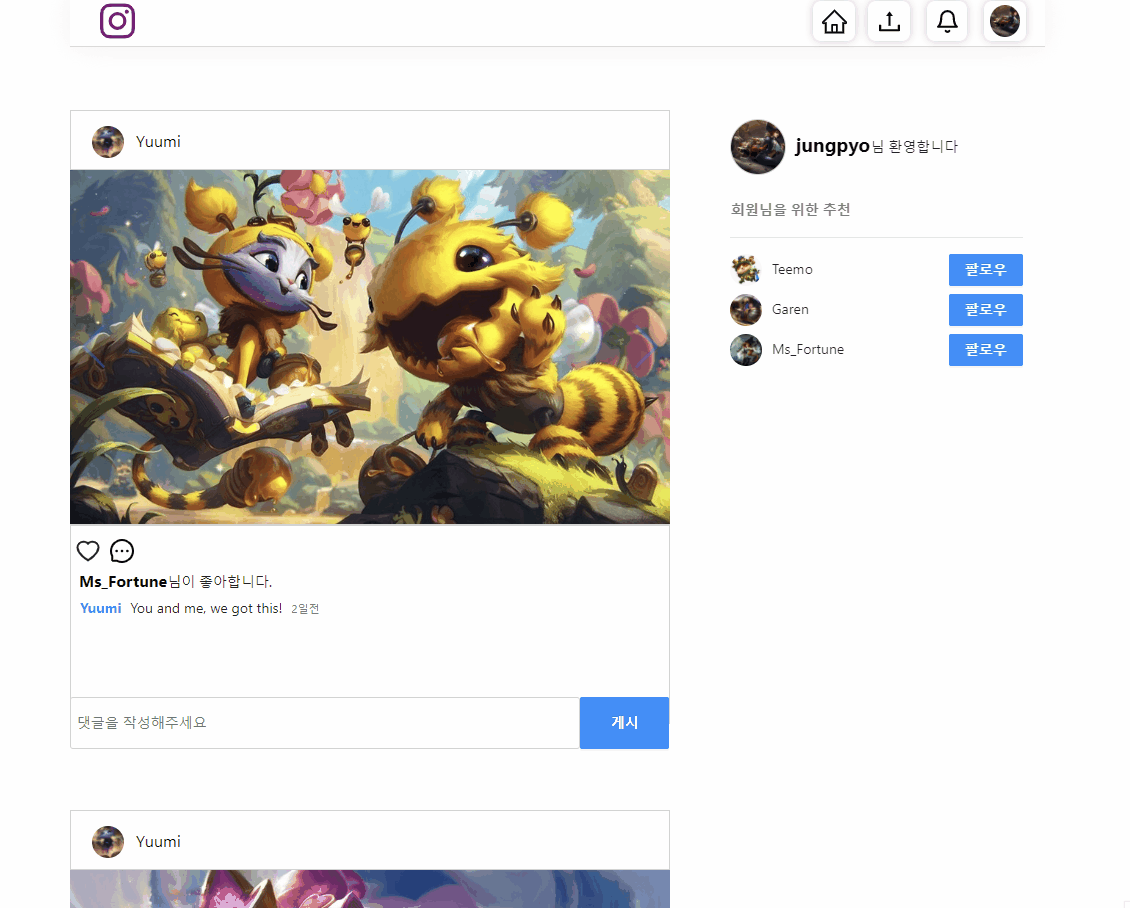 Yuumi
Ms_Fortune님이 좋아합니다.
Yuumi You and me, we got this! 2일전
댓글을 작성해주세요 게시
Yuumi
jungpyo님 환영합니다
회원님을 위한 추천
Teemo 팔로우
Garen 팔로우
Ms_Fortune 팔로우